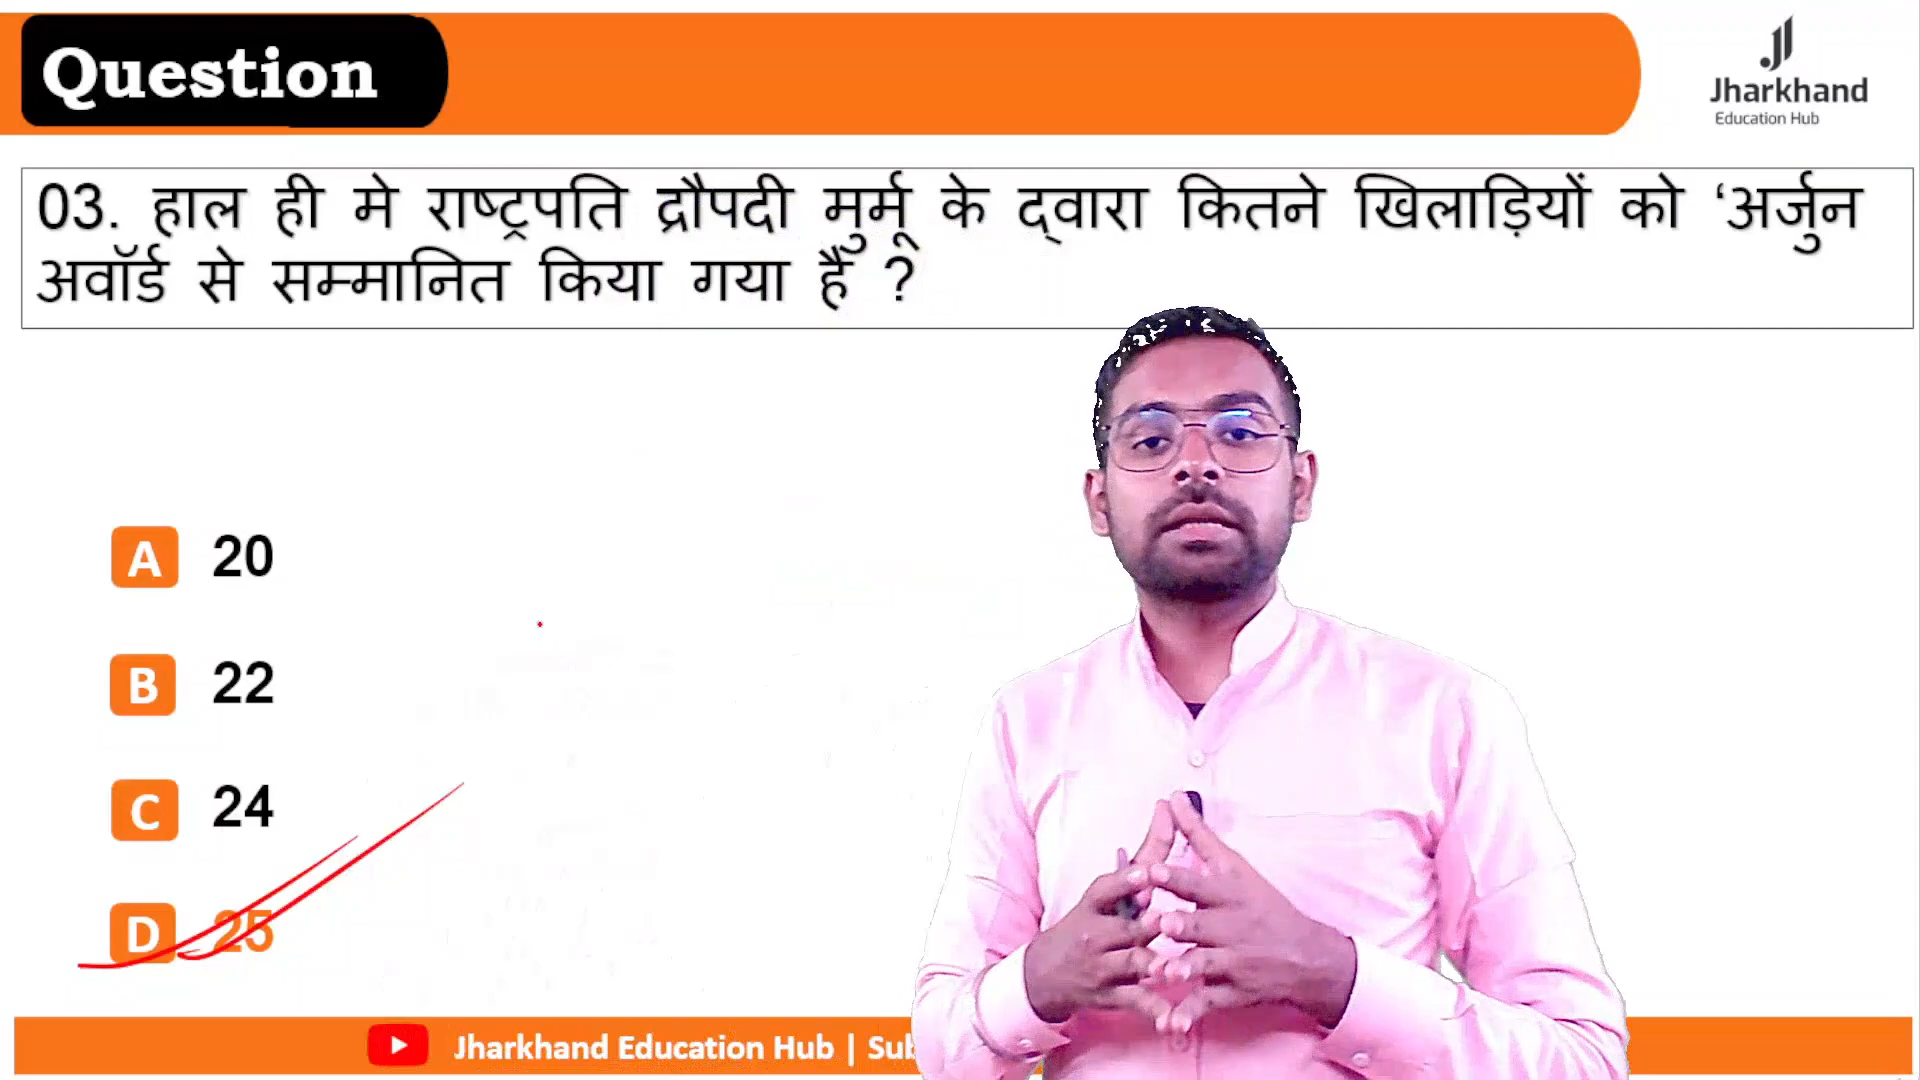 Question
Jharkhand
Education Hub
03. हाल ही मे राष्ट्रपति द्रौपदी मुर्मू के द्वारा कितने खिलाड़ियों को ‘अर्जुन
अवॉर्ड से सम्मानित किया गया हैं ?
A 20
B 22
C 24
D 25
Jharkhand Education Hub |